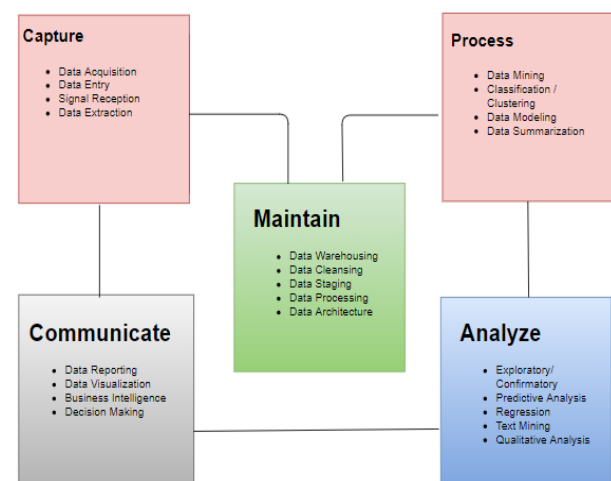 Capture
Data Acquisition
Data Entry
Signal Reception
Data Extraction
Process
Data Mining
Classification /
Clustering
Data Modeling
Data Summarization
Maintain
Data Warehousing
Data Cleansing
Data Staging
Data Processing
Data Architecture
Communicate
Data Reporting
Data Visualization
Business Intelligence
Decision Making
Analyze
Exploratory/
Confirmatory
Predictive Analysis
Regression
Text Mining
Qualitative Analysis